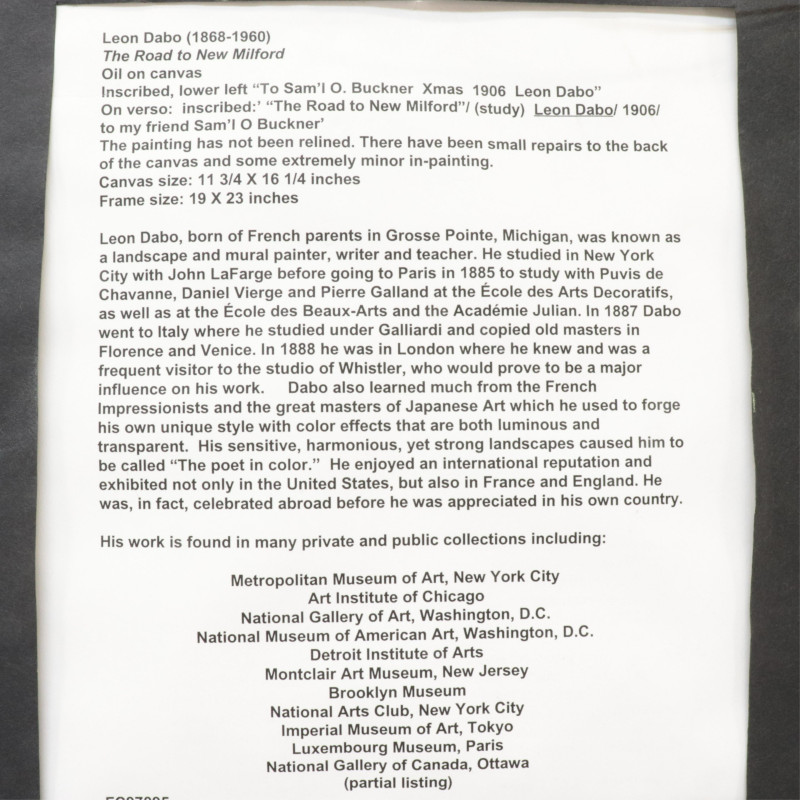 Leon Dabo (1868-1960)
The Road to New Milford
Oil on canvas
Inscribed, lower left “To Sam’l O. Buckner  Xmas  1906  Leon Dabo”
On verso:  inscribed:’ “The Road to New Milford”/ (study)  Leon Dabo/ 1906/
to my friend Sam’l O Buckner’
The painting has not been relined. There have been small repairs to the back
of the canvas and some extremely minor in-painting.
Canvas size: 11 3/4 X 16 1/4 inches
Frame size: 19 X 23 inches
Leon Dabo, born of French parents in Grosse Pointe, Michigan, was known as
a landscape and mural painter, writer and teacher. He studied in New York
City with John LaFarge before going to Paris in 1885 to study with Puvis de
Chavanne, Daniel Vierge and Pierre Galland at the École des Arts Decoratifs,
as well as at the École des Beaux-Arts and the Académie Julian. In 1887 Dabo
went to Italy where he studied under Galliardi and copied old masters in
Florence and Venice. In 1888 he was in London where he knew and was a
frequent visitor to the studio of Whistler, who would prove to be a major
influence on his work.    Dabo also learned much from the French
Impressionists and the great masters of Japanese Art which he used to forge
his own unique style with color effects that are both luminous and
transparent.  His sensitive, harmonious, yet strong landscapes caused him to
be called “The poet in color.”  He enjoyed an international reputation and
exhibited not only in the United States, but also in France and England. He
was, in fact, celebrated abroad before he was appreciated in his own country.
His work is found in many private and public collections including:
Metropolitan Museum of Art, New York City
Art Institute of Chicago
National Gallery of Art, Washington, D.C.
National Museum of American Art, Washington, D.C.
Detroit Institute of Arts
Montclair Art Museum, New Jersey
Brooklyn Museum
National Arts Club, New York City
Imperial Museum of Art, Tokyo
Luxembourg Museum, Paris
National Gallery of Canada, Ottawa
(partial listing)